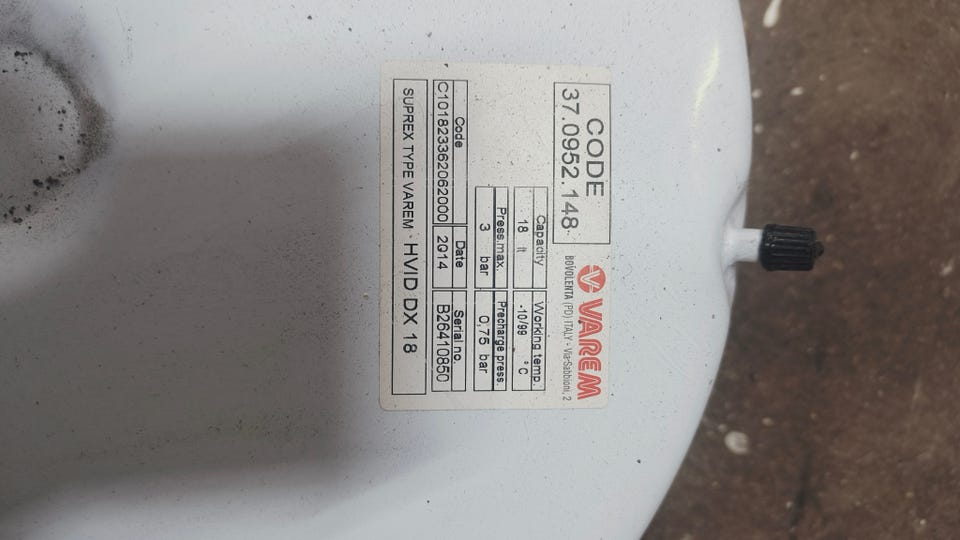 CODE
37.0952.148
VAREM
BOVOLENTA (PD) ITALY - Via Sabbioni, 2
Capacity Working temp.
18 lt -10/99 °C
Press.max. Precharge press.
3 bar 0,75 bar
Code Date Serial no.
C101823362062000 2014 B26410850
SUPREX TYPE VAREM HVID DX 18